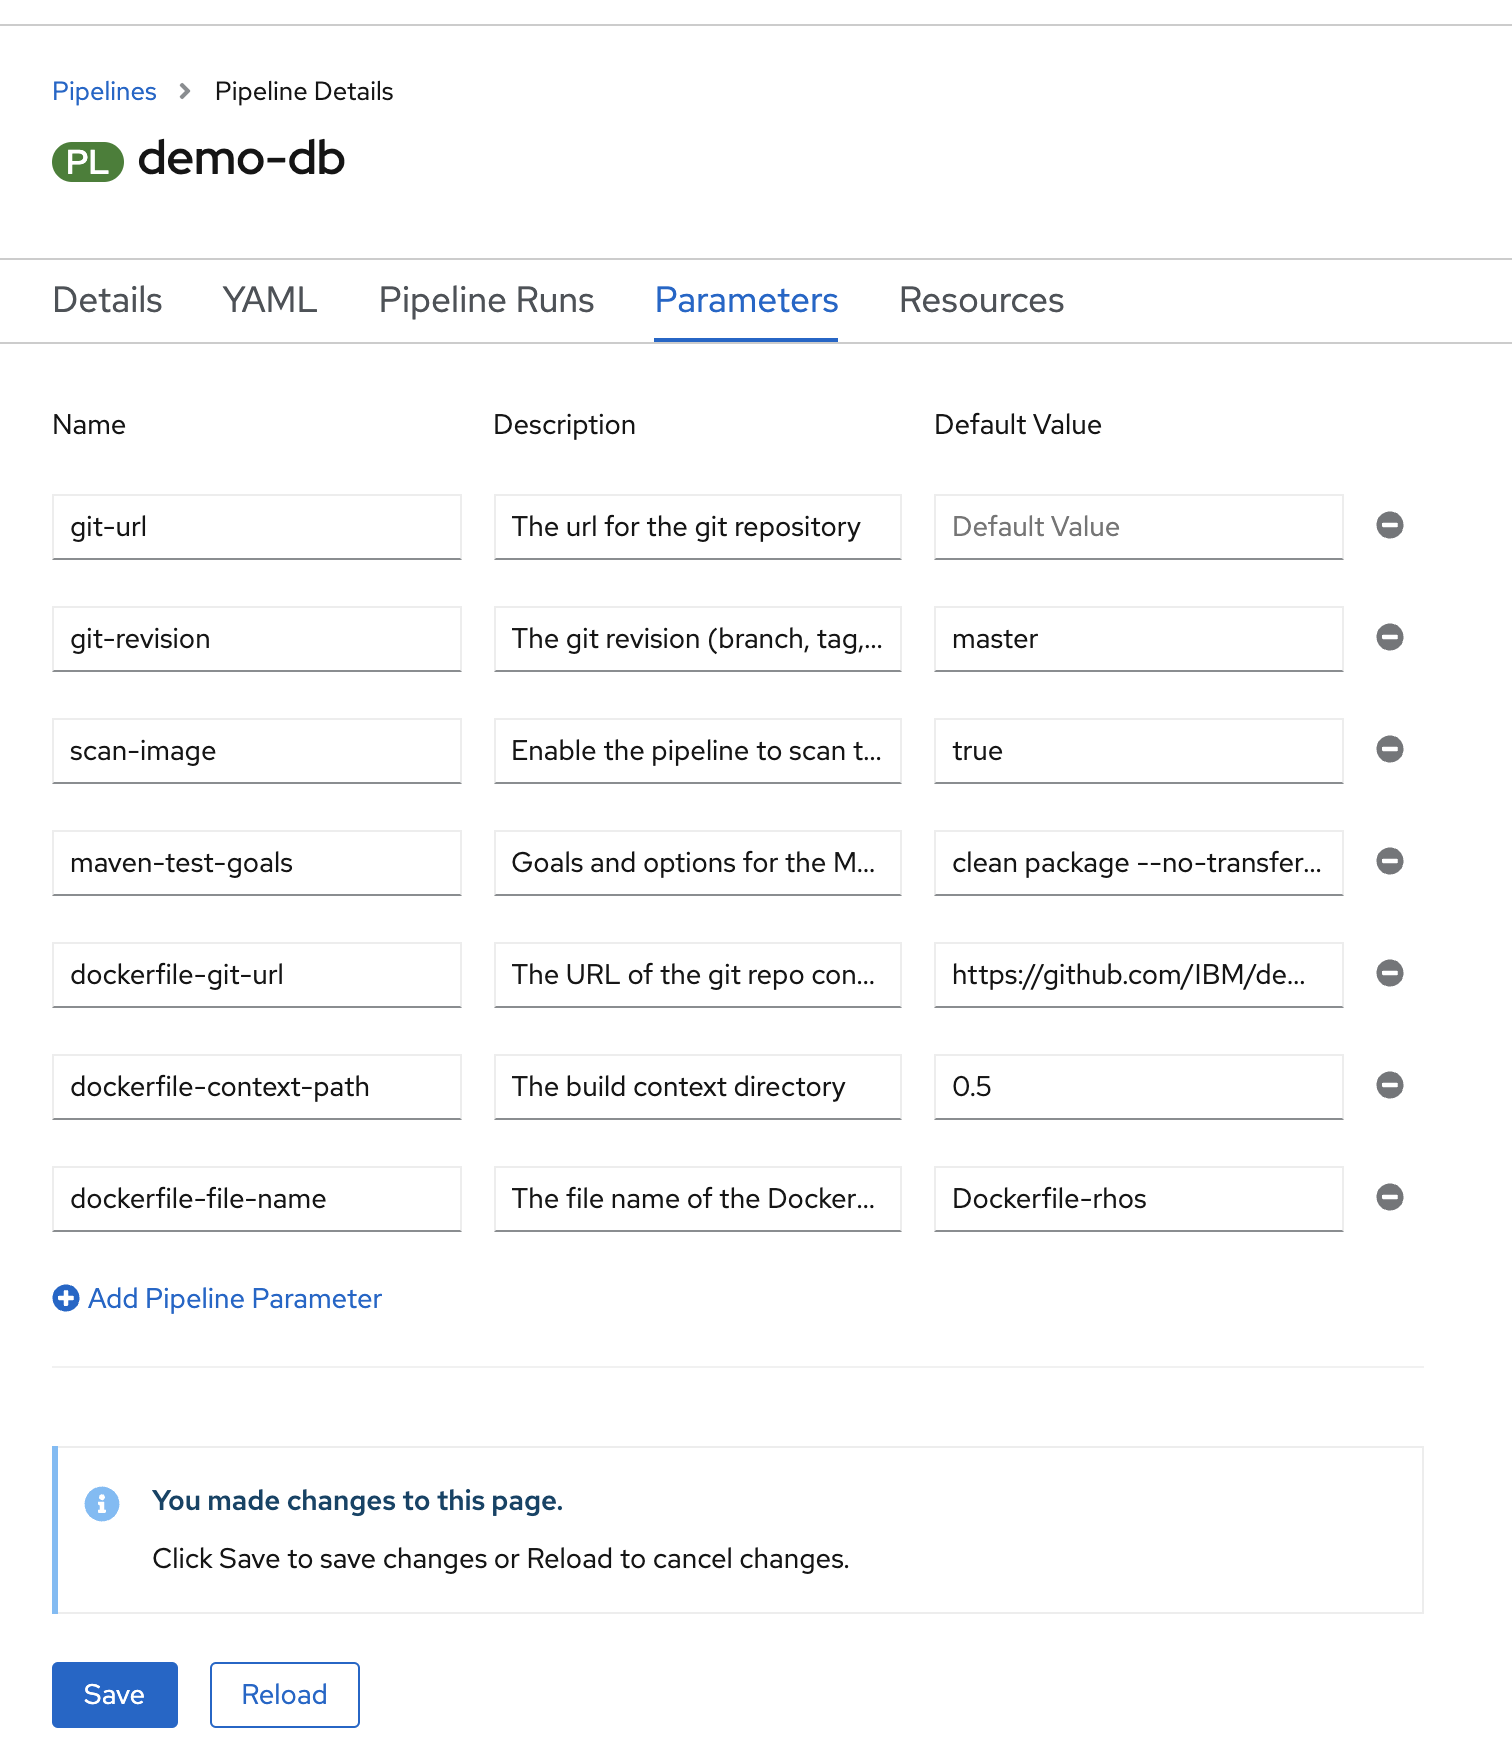 Pipelines > Pipeline Details
PL demo-db
Details YAML Pipeline Runs Parameters Resources
Name Description Default Value
git-url The url for the git repository Default Value
git-revision The git revision (branch, tag,... master
scan-image Enable the pipeline to scan t... true
maven-test-goals Goals and options for the M... clean package --no-transfer...
dockerfile-git-url The URL of the git repo con... https://github.com/IBM/de...
dockerfile-context-path The build context directory 0.5
dockerfile-file-name The file name of the Docker... Dockerfile-rhos
Add Pipeline Parameter
You made changes to this page.
Click Save to save changes or Reload to cancel changes.
Save Reload